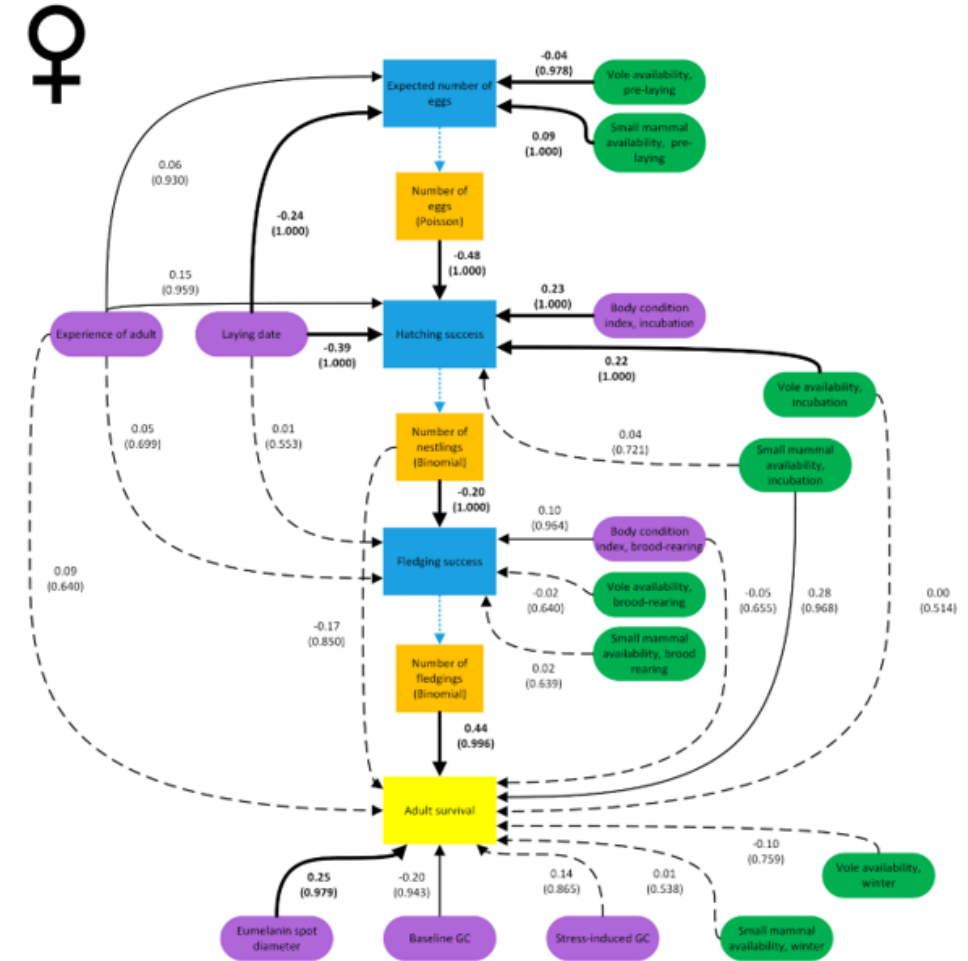 -0.04
(0.978)
Expected number of
eggs
Vole availability,
pre-laying
Small mammal
availability, pre-
laying
0.09
(1.000)
0.06
(0.930)
Number of
eggs
(Poisson)
-0.24
(1.000)
-0.48
(1.000)
0.15
(0.959)
0.23
(1.000)
Body condition
index, incubation
Experience of adult
Laying date
Hatching success
-0.39
(1.000)
0.22
(1.000)
Vole availability,
incubation
0.05
(0.699)
0.01
(0.553)
Number of
nestlings
(Binomial)
0.04
(0.721)
Small mammal
availability,
incubation
-0.20
(1.000)
0.10
(0.964)
Body condition
index, brood-rearing
Fledging success
0.09
(0.640)
-0.02
(0.640)
Vole availability,
brood-rearing
-0.05
(0.655)
0.28
(0.968)
0.00
(0.514)
-0.17
(0.850)
Small mammal
availability, brood
rearing
0.02
(0.639)
Number of
fledgings
(Binomial)
0.44
(0.996)
Adult survival
-0.10
(0.759)
Vole availability,
winter
0.25
(0.979)
-0.20
(0.943)
0.14
(0.865)
0.01
(0.538)
Eumelanin spot
diameter
Baseline GC
Stress-induced GC
Small mammal
availability, winter